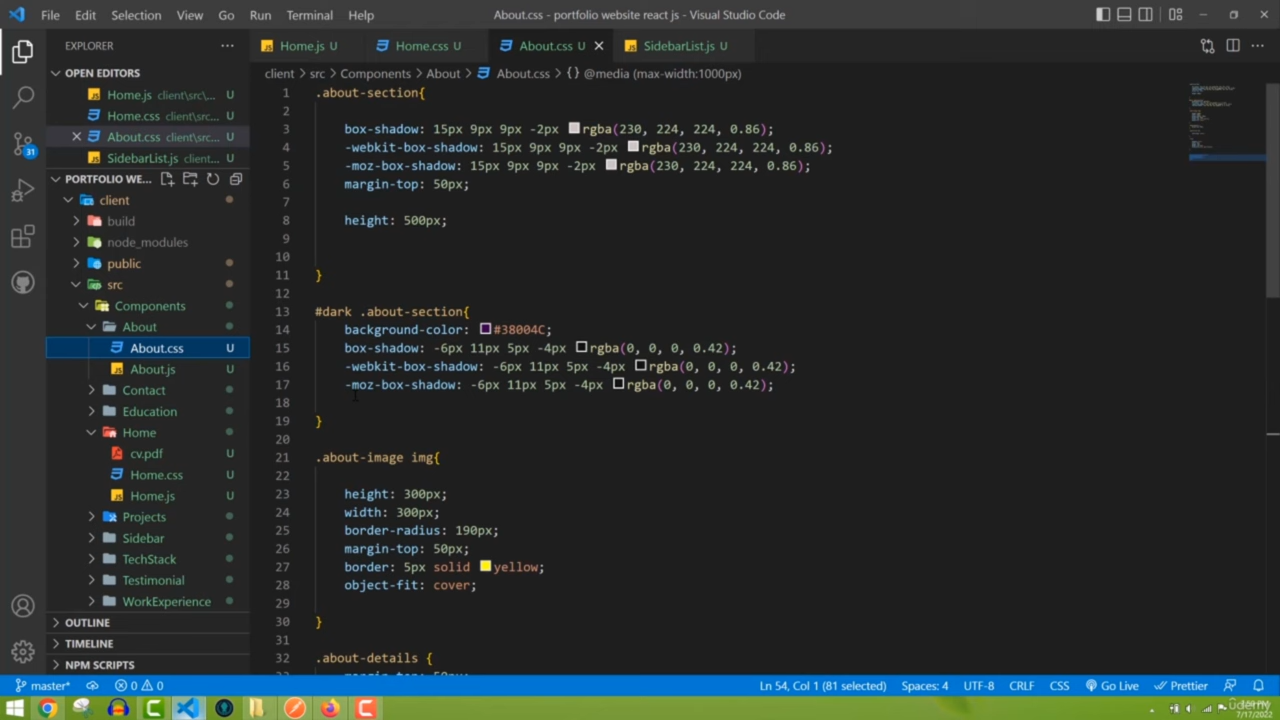 File Edit Selection View Go Run Terminal Help About.css - portfolio website react js - Visual Studio Code
EXPLORER
OPEN EDITORS
Home.js client\src\... U
Home.css client\src... U
About.css client\src... U
SidebarList.js client\... U
PORTFOLIO WE...
client
build
node_modules
public
src
Components
About
About.css U
About.js U
Contact
Education
Home
cv.pdf U
Home.css U
Home.js U
Projects
Sidebar
TechStack
Testimonial
WorkExperience
OUTLINE
TIMELINE
NPM SCRIPTS
31
Home.js U Home.css U About.css U SidebarList.js U
client > src > Components > About > About.css > {} @media (max-width:1000px)
1 .about-section{
2
3 box-shadow: 15px 9px 9px -2px rgba(230, 224, 224, 0.86);
4 -webkit-box-shadow: 15px 9px 9px -2px rgba(230, 224, 224, 0.86);
5 -moz-box-shadow: 15px 9px 9px -2px rgba(230, 224, 224, 0.86);
6 margin-top: 50px;
7
8 height: 500px;
9
10
11 }
12
13 #dark .about-section{
14 background-color: #38004C;
15 box-shadow: -6px 11px 5px -4px rgba(0, 0, 0, 0.42);
16 -webkit-box-shadow: -6px 11px 5px -4px rgba(0, 0, 0, 0.42);
17 -moz-box-shadow: -6px 11px 5px -4px rgba(0, 0, 0, 0.42);
18
19 }
20
21 .about-image img{
22
23 height: 300px;
24 width: 300px;
25 border-radius: 190px;
26 margin-top: 50px;
27 border: 5px solid yellow;
28 object-fit: cover;
29
30 }
31
32 .about-details {
master* 0 0 Ln 54, Col 1 (81 selected) Spaces: 4 UTF-8 CRLF CSS Go Live Prettier
7/17/2022
udemy